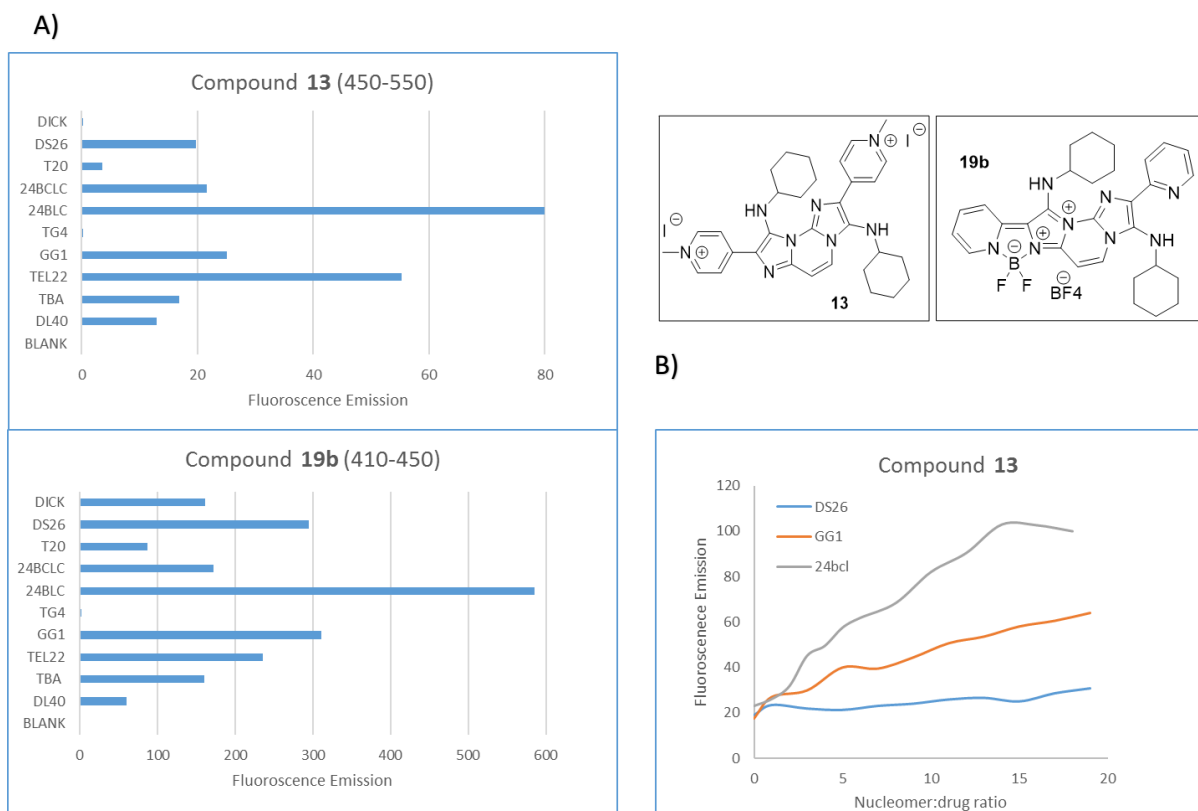 A)
Compound 13 (450-550)
DICK
DS26
T20
24BCLC
24BLC
TG4
GG1
TEL22
TBA
DL40
BLANK
0 20 40 60 80
Fluoroscence Emission
Compound 19b (410-450)
DICK
DS26
T20
24BCLC
24BLC
TG4
GG1
TEL22
TBA
DL40
BLANK
0 100 200 300 400 500 600
Fluoroscence Emission
N + I −
HN
N
N N
NH
I − N +
N
13
19b
HN N
N + N
N + N
N − N NH
B
F F − BF4
B)
Compound 13
120
100
80
60
40
20
0
Fluoroscenece Emission
DS26
GG1
24bcl
0 5 10 15 20
Nucleomer:drug ratio